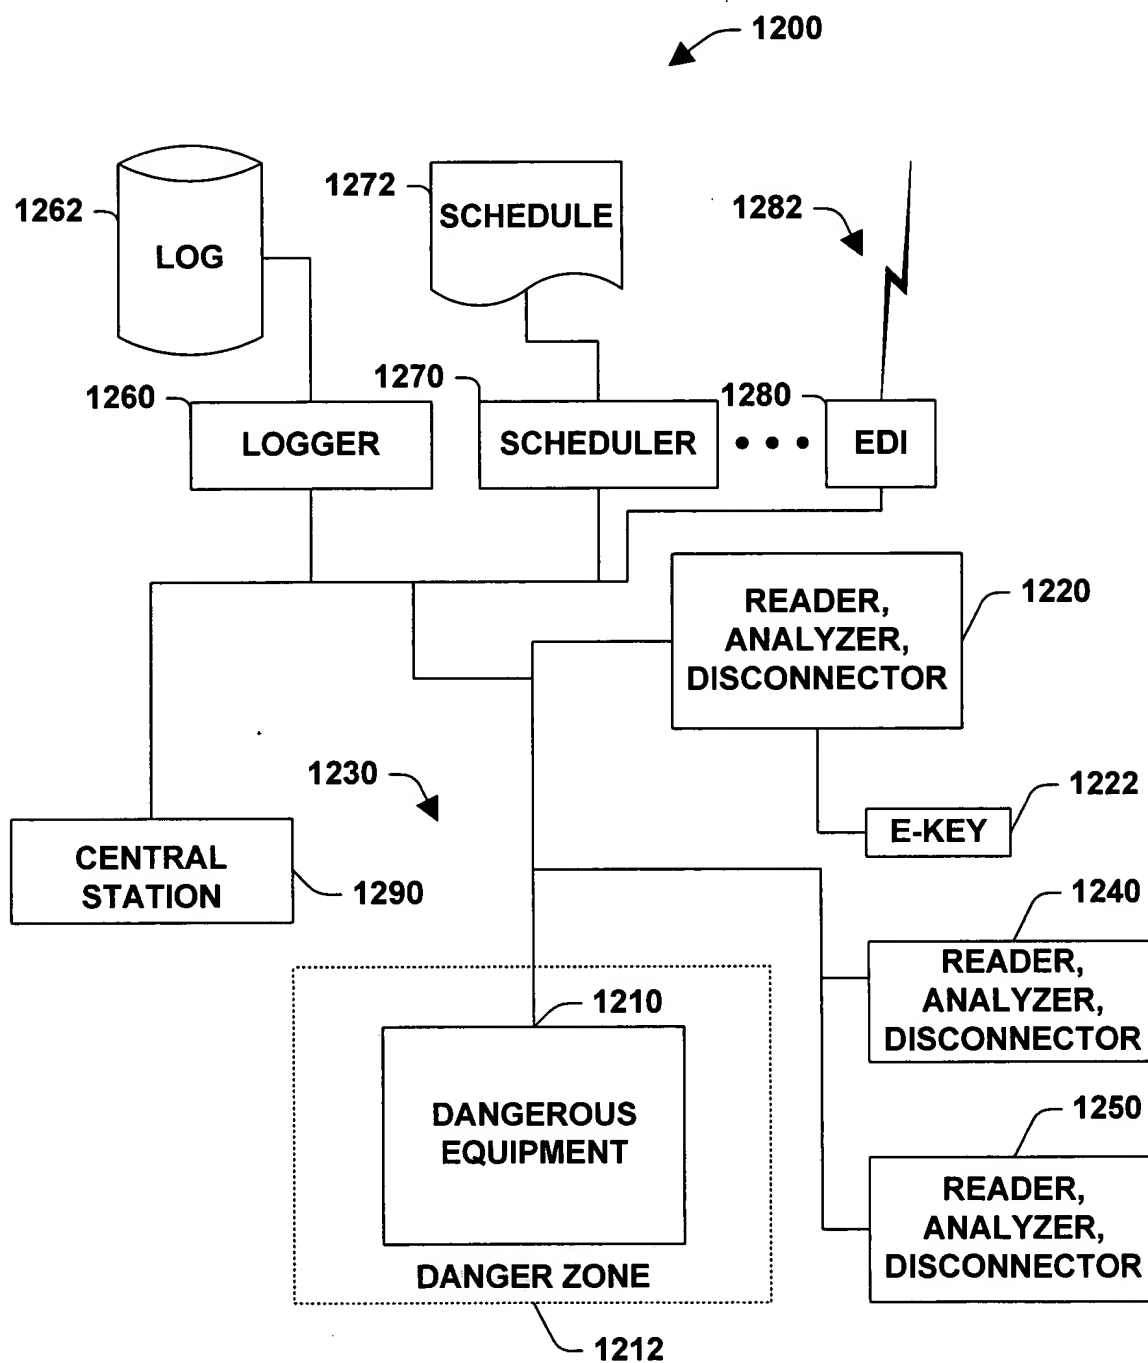 1200
1262
LOG
1272
SCHEDULE
1282
1260
LOGGER
1270
SCHEDULER
1280
EDI
READER,
ANALYZER,
DISCONNECTOR
1220
1230
1222
E-KEY
CENTRAL
STATION
1290
1240
READER,
ANALYZER,
DISCONNECTOR
1210
DANGEROUS
EQUIPMENT
1250
READER,
ANALYZER,
DISCONNECTOR
DANGER ZONE
1212